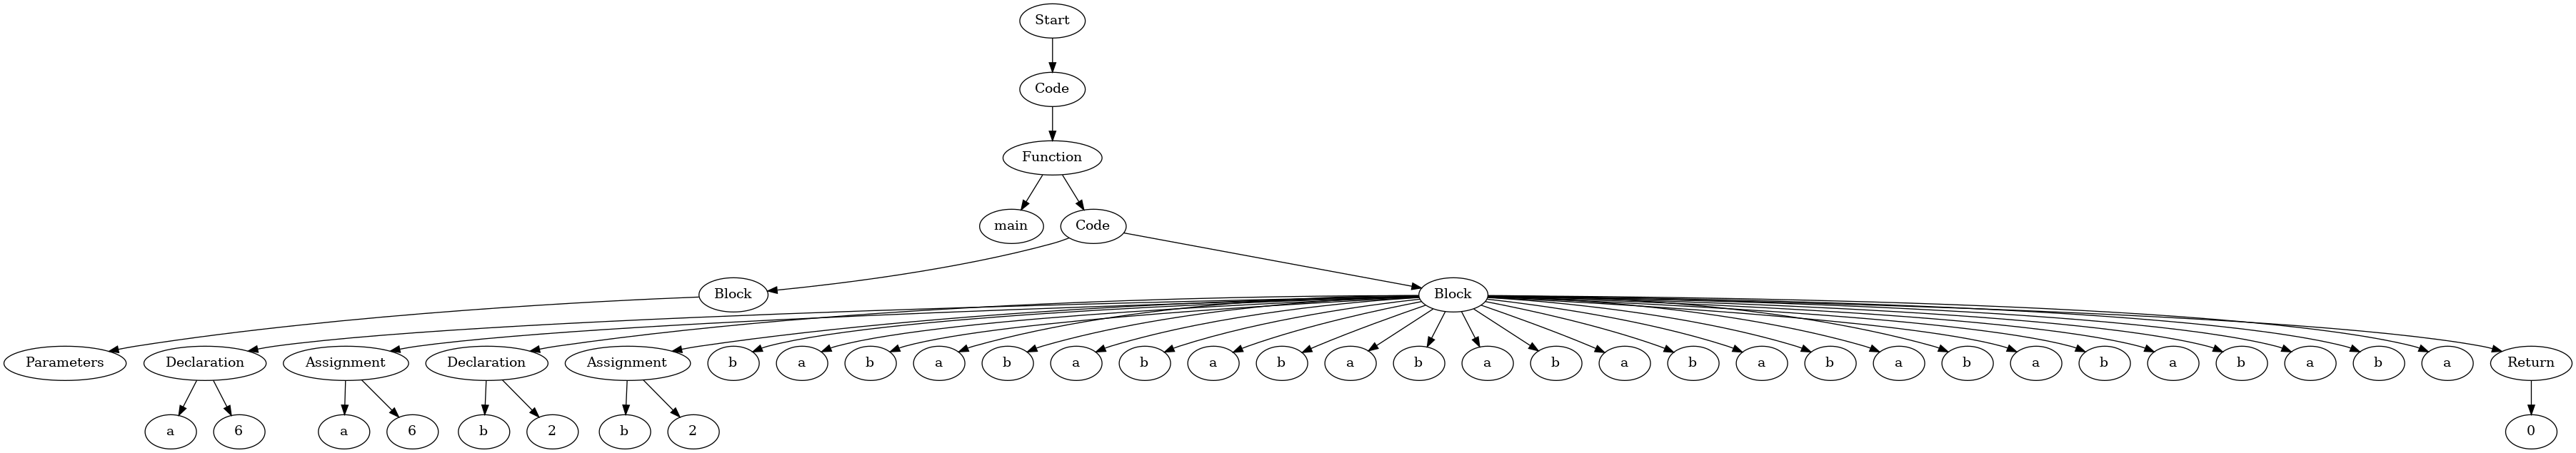 Start
Code
Function
main Code
Block Block
Parameters Declaration Assignment Declaration Assignment b a b a b a b a b a b a b a b a b a b a b a b a b a Return
a 6 a 6 b 2 b 2 0